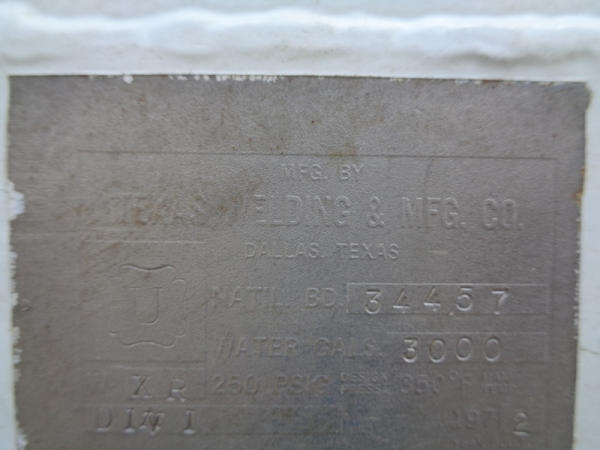 MFG. BY
TEXAS WELDING & MFG. CO.
DALLAS, TEXAS
U
NAT'L. BD. 34457
WATER GALS. 3000
W X R 250 PSIG 350°F
DIV 1 197 2